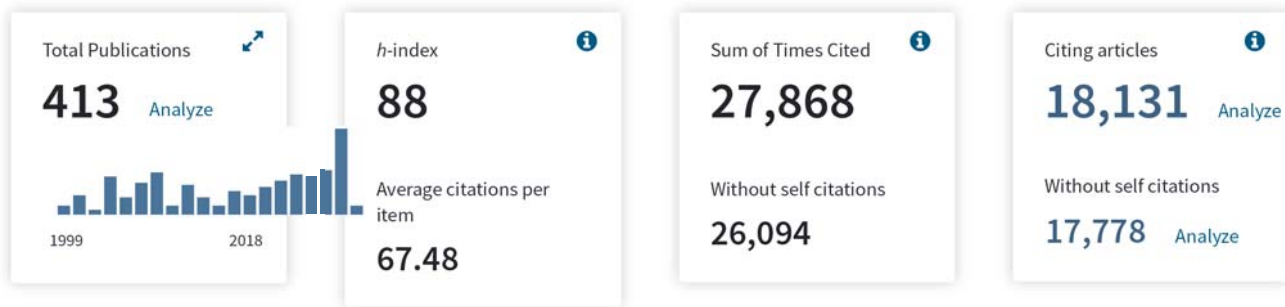 Total Publications
413 Analyze
1999 2018
h-index
88
Average citations per
item
67.48
Sum of Times Cited
27,868
Without self citations
26,094
Citing articles
18,131 Analyze
Without self citations
17,778 Analyze